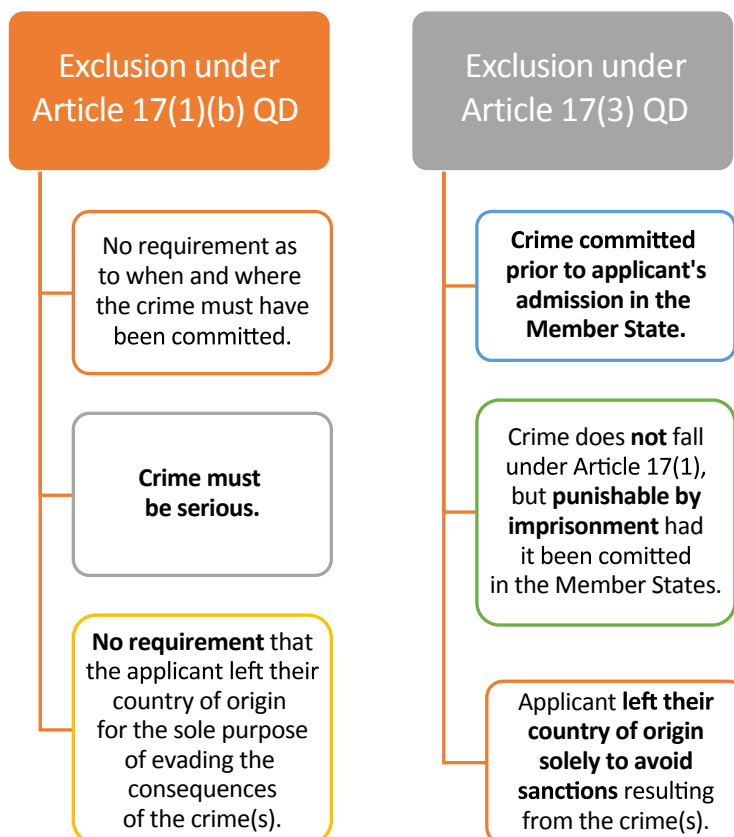 Exclusion under
Article 17(1)(b) QD
No requirement as
to when and where
the crime must have
been committed.
Crime must
be serious.
No requirement that
the applicant left their
country of origin
for the sole purpose
of evading the
consequences
of the crime(s).
Exclusion under
Article 17(3) QD
Crime committed
prior to applicant's
admission in the
Member State.
Crime does not fall
under Article 17(1),
but punishable by
imprisonment had
it been comitted
in the Member States.
Applicant left their
country of origin
solely to avoid
sanctions resulting
from the crime(s).